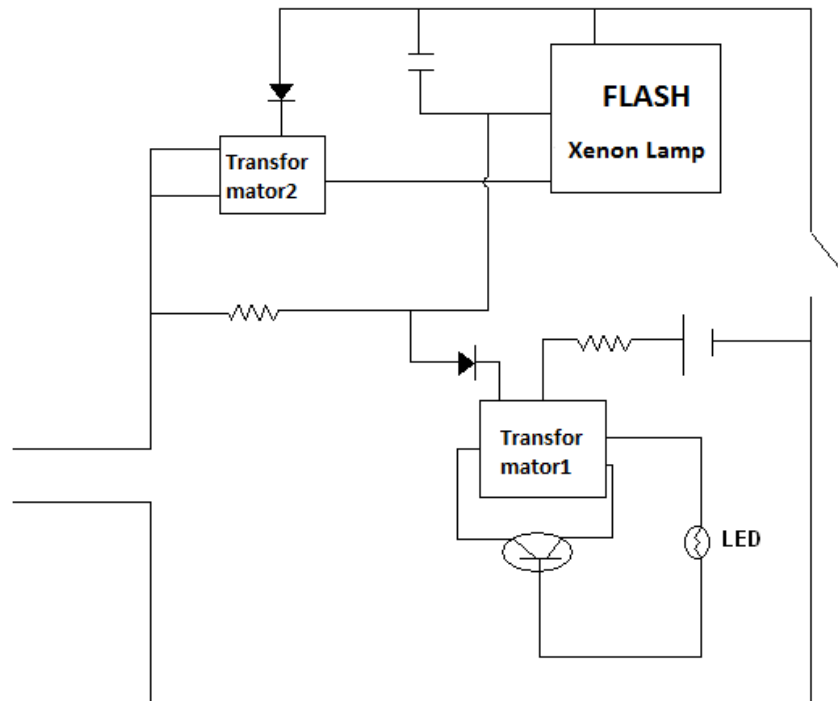 FLASH
Xenon Lamp
Transfor
mator2
Transfor
mator1
LED